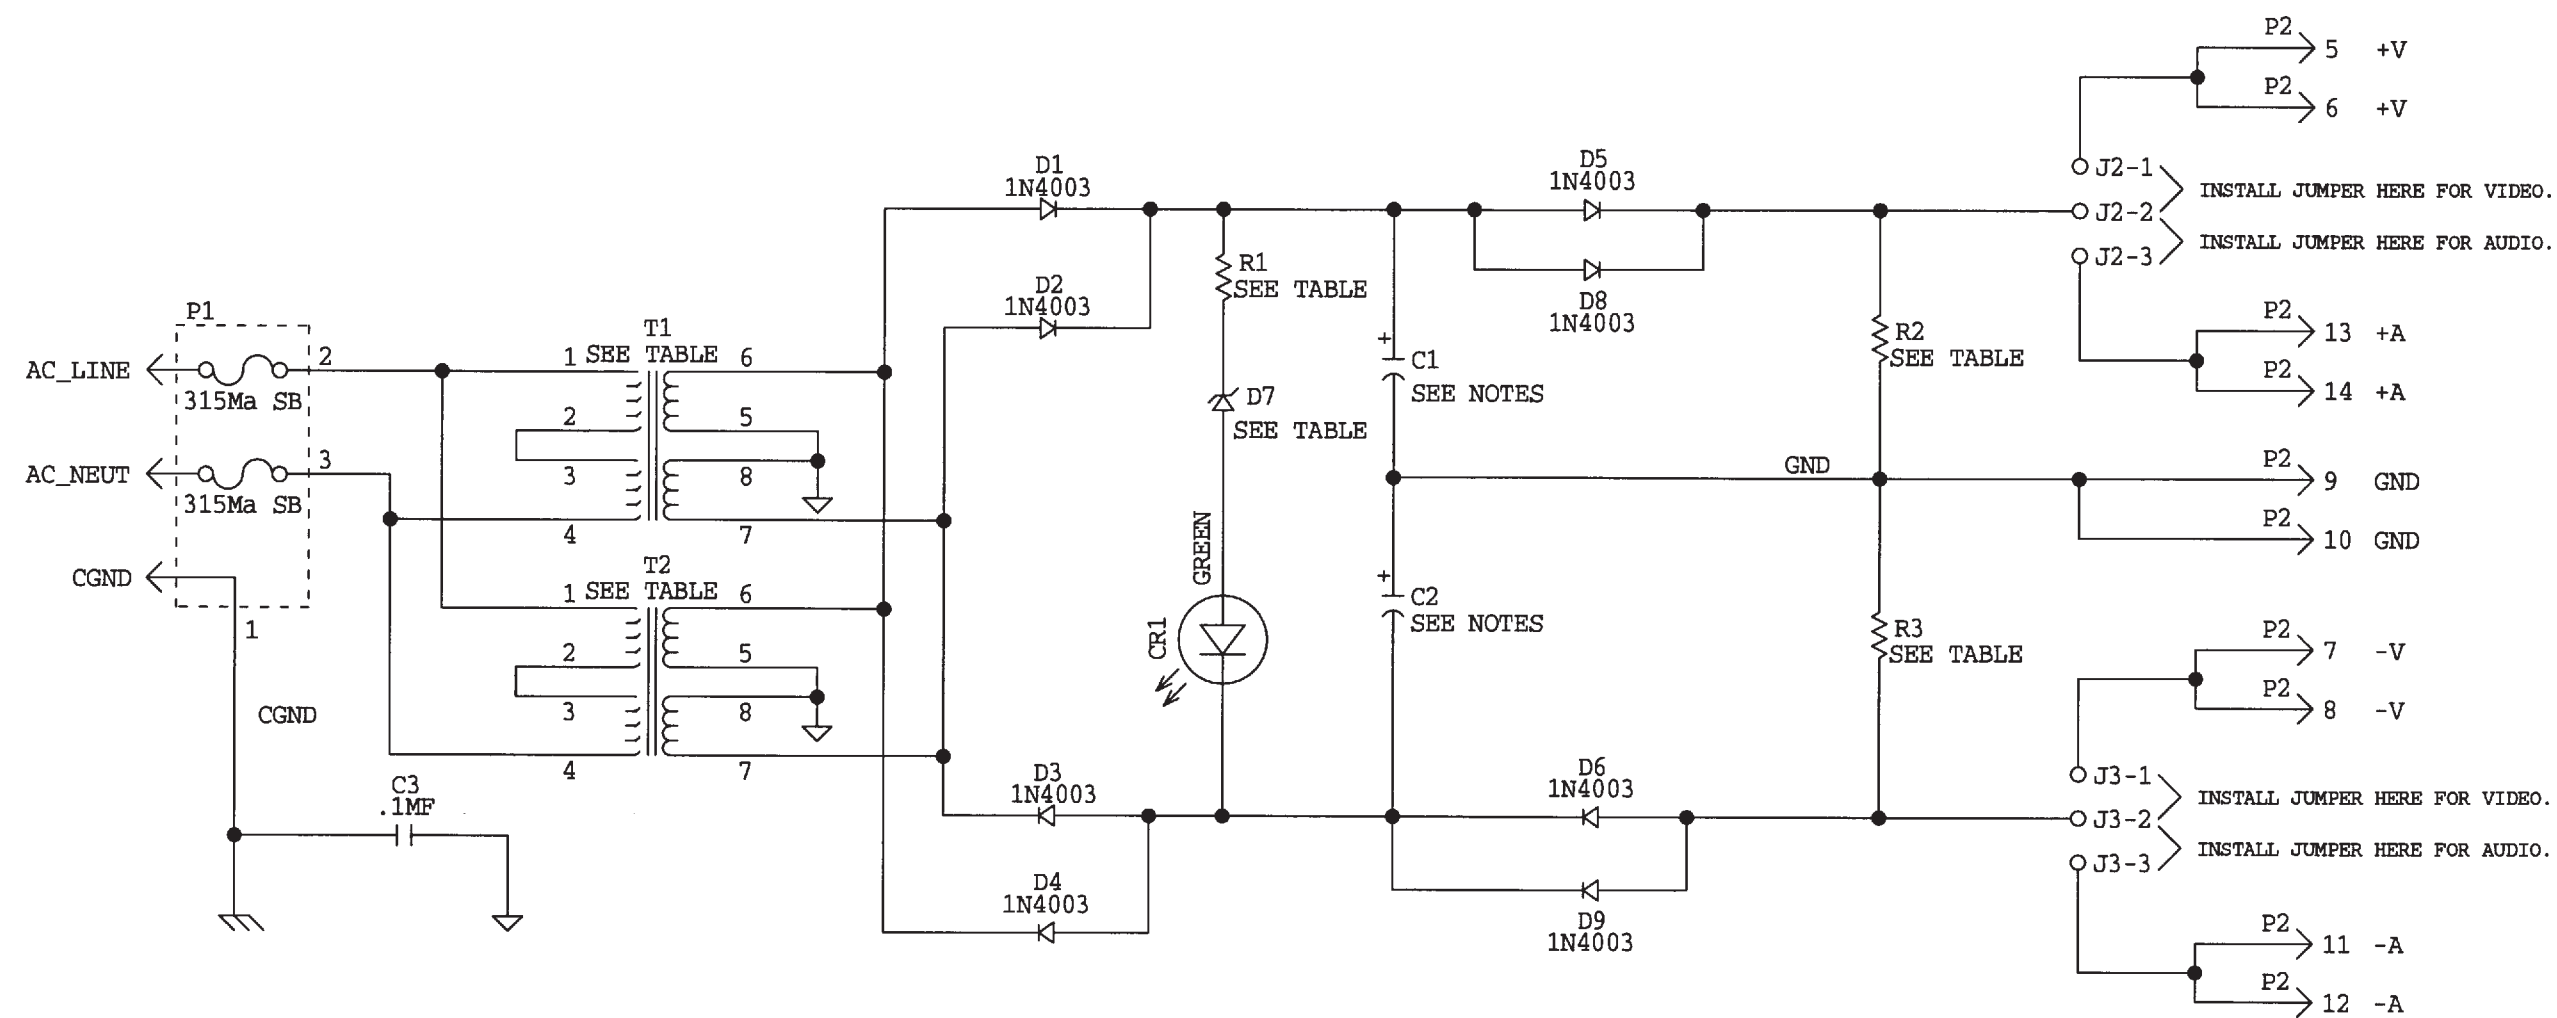 P1
AC_LINE
2
315Ma SB
AC_NEUT
3
315Ma SB
CGND
1
CGND
C3
.1MF
T1
SEE TABLE
1
2
3
4
6
5
8
7
T2
SEE TABLE
1
2
3
4
6
5
8
7
D1
1N4003
D2
1N4003
D3
1N4003
D4
1N4003
R1
SEE TABLE
D7
SEE TABLE
GREEN
CR1
+
C1
SEE NOTES
+
C2
SEE NOTES
D5
1N4003
D8
1N4003
D6
1N4003
D9
1N4003
GND
R2
SEE TABLE
R3
SEE TABLE
P2
5 +V
P2
6 +V
J2-1
INSTALL JUMPER HERE FOR VIDEO.
J2-2
INSTALL JUMPER HERE FOR AUDIO.
J2-3
P2
13 +A
P2
14 +A
P2
9 GND
P2
10 GND
P2
7 -V
P2
8 -V
J3-1
INSTALL JUMPER HERE FOR VIDEO.
J3-2
INSTALL JUMPER HERE FOR AUDIO.
J3-3
P2
11 -A
P2
12 -A